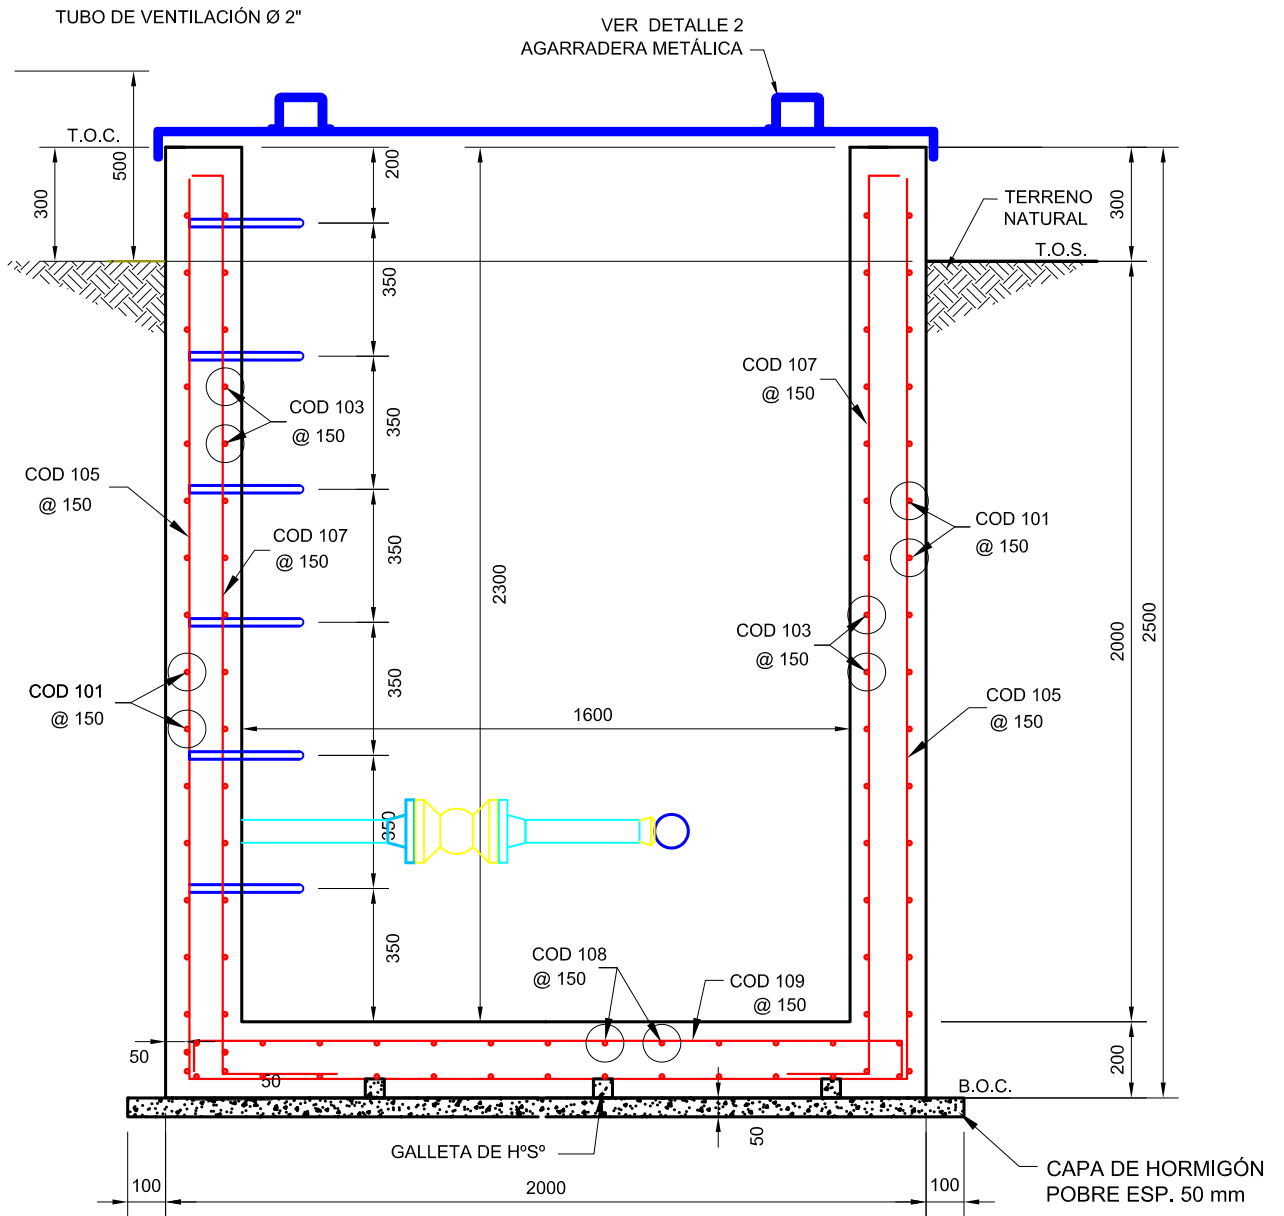 TUBO DE VENTILACIÓN Ø 2"
VER DETALLE 2
AGARRADERA METÁLICA
T.O.C.
500
300
200
350
350
350
350
350
350
2300
1600
TERRENO
NATURAL
T.O.S.
300
2000
2500
200
COD 107
@ 150
COD 103
@ 150
COD 105
@ 150
COD 107
@ 150
COD 101
@ 150
COD 103
@ 150
COD 101
@ 150
COD 105
@ 150
COD 108
@ 150
COD 109
@ 150
50
50
50
B.O.C.
GALLETA DE HºSº
CAPA DE HORMIGÓN
POBRE ESP. 50 mm
100
2000
100